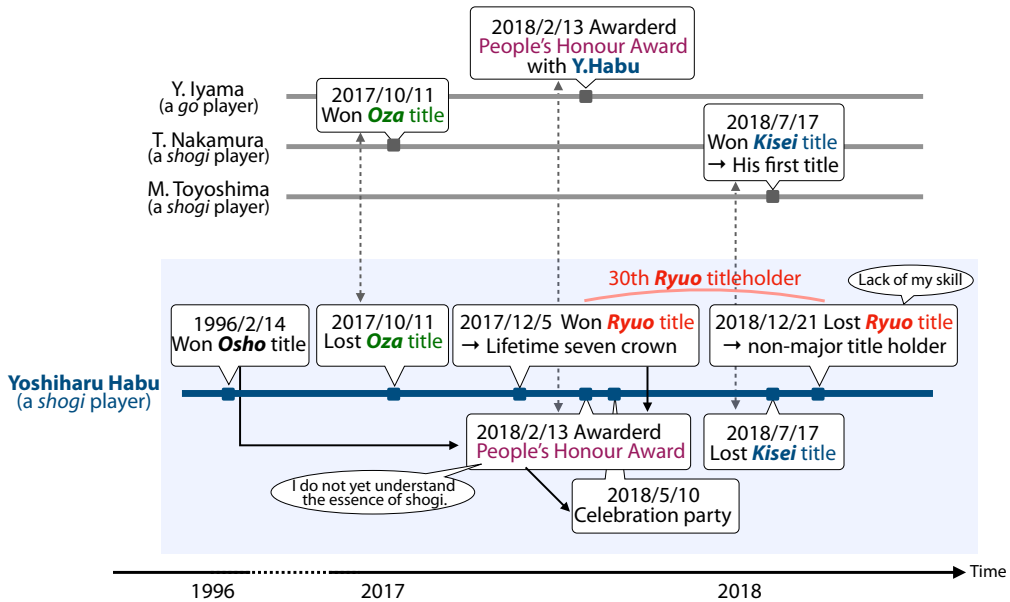 2018/2/13 Awarderd
People's Honour Award
with Y.Habu
Y. Iyama
(a go player)
2017/10/11
Won Oza title
T. Nakamura
(a shogi player)
2018/7/17
Won Kisei title
→ His first title
M. Toyoshima
(a shogi player)
30th Ryuo titleholder
Lack of my skill
1996/2/14
Won Osho title
2017/10/11
Lost Oza title
2017/12/5 Won Ryuo title
→ Lifetime seven crown
2018/12/21 Lost Ryuo title
→ non-major title holder
Yoshiharu Habu
(a shogi player)
2018/2/13 Awarderd
People's Honour Award
2018/7/17
Lost Kisei title
I do not yet understand
the essence of shogi.
2018/5/10
Celebration party
Time
1996
2017
2018